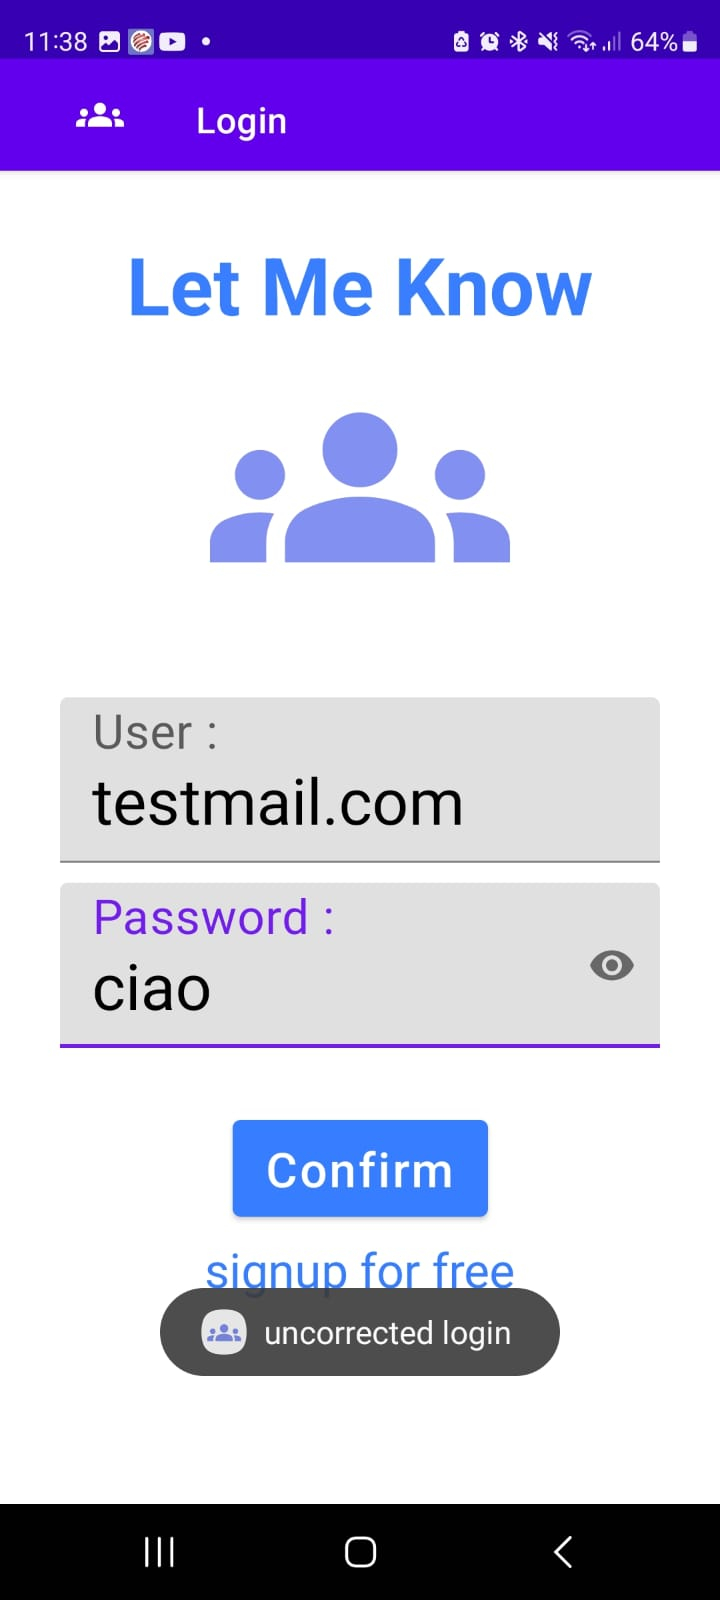 11:38 64%
Login
Let Me Know
User :
testmail.com
Password :
ciao
Confirm
signup for free
uncorrected login